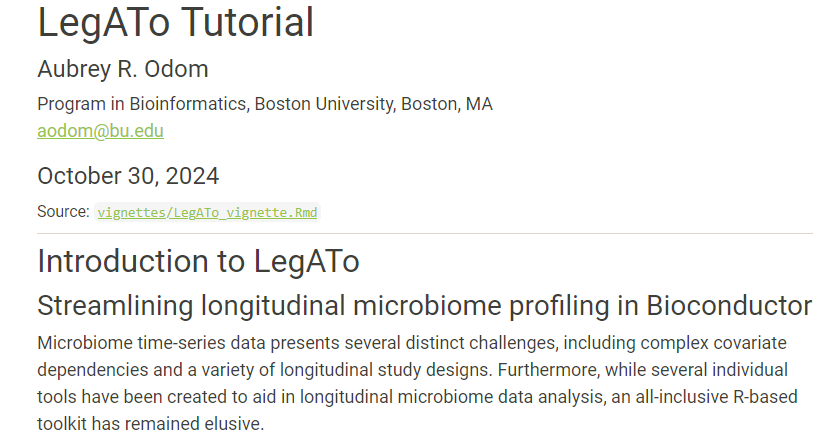 LegATo Tutorial
Aubrey R. Odom
Program in Bioinformatics, Boston University, Boston, MA
aodom@bu.edu
October 30, 2024
Source: vignettes/LegATo_vignette.Rmd
Introduction to LegATo
Streamlining longitudinal microbiome profiling in Bioconductor
Microbiome time-series data presents several distinct challenges, including complex covariate
dependencies and a variety of longitudinal study designs. Furthermore, while several individual
tools have been created to aid in longitudinal microbiome data analysis, an all-inclusive R-based
toolkit has remained elusive.